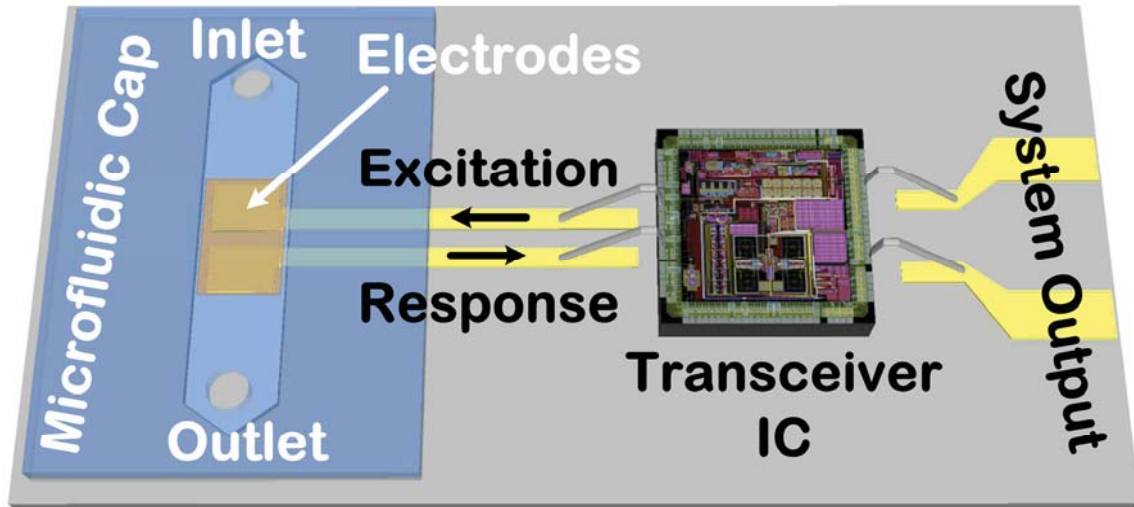 Microfluidic Cap
Inlet
Electrodes
Excitation
Response
Outlet
Transceiver
IC
System Output